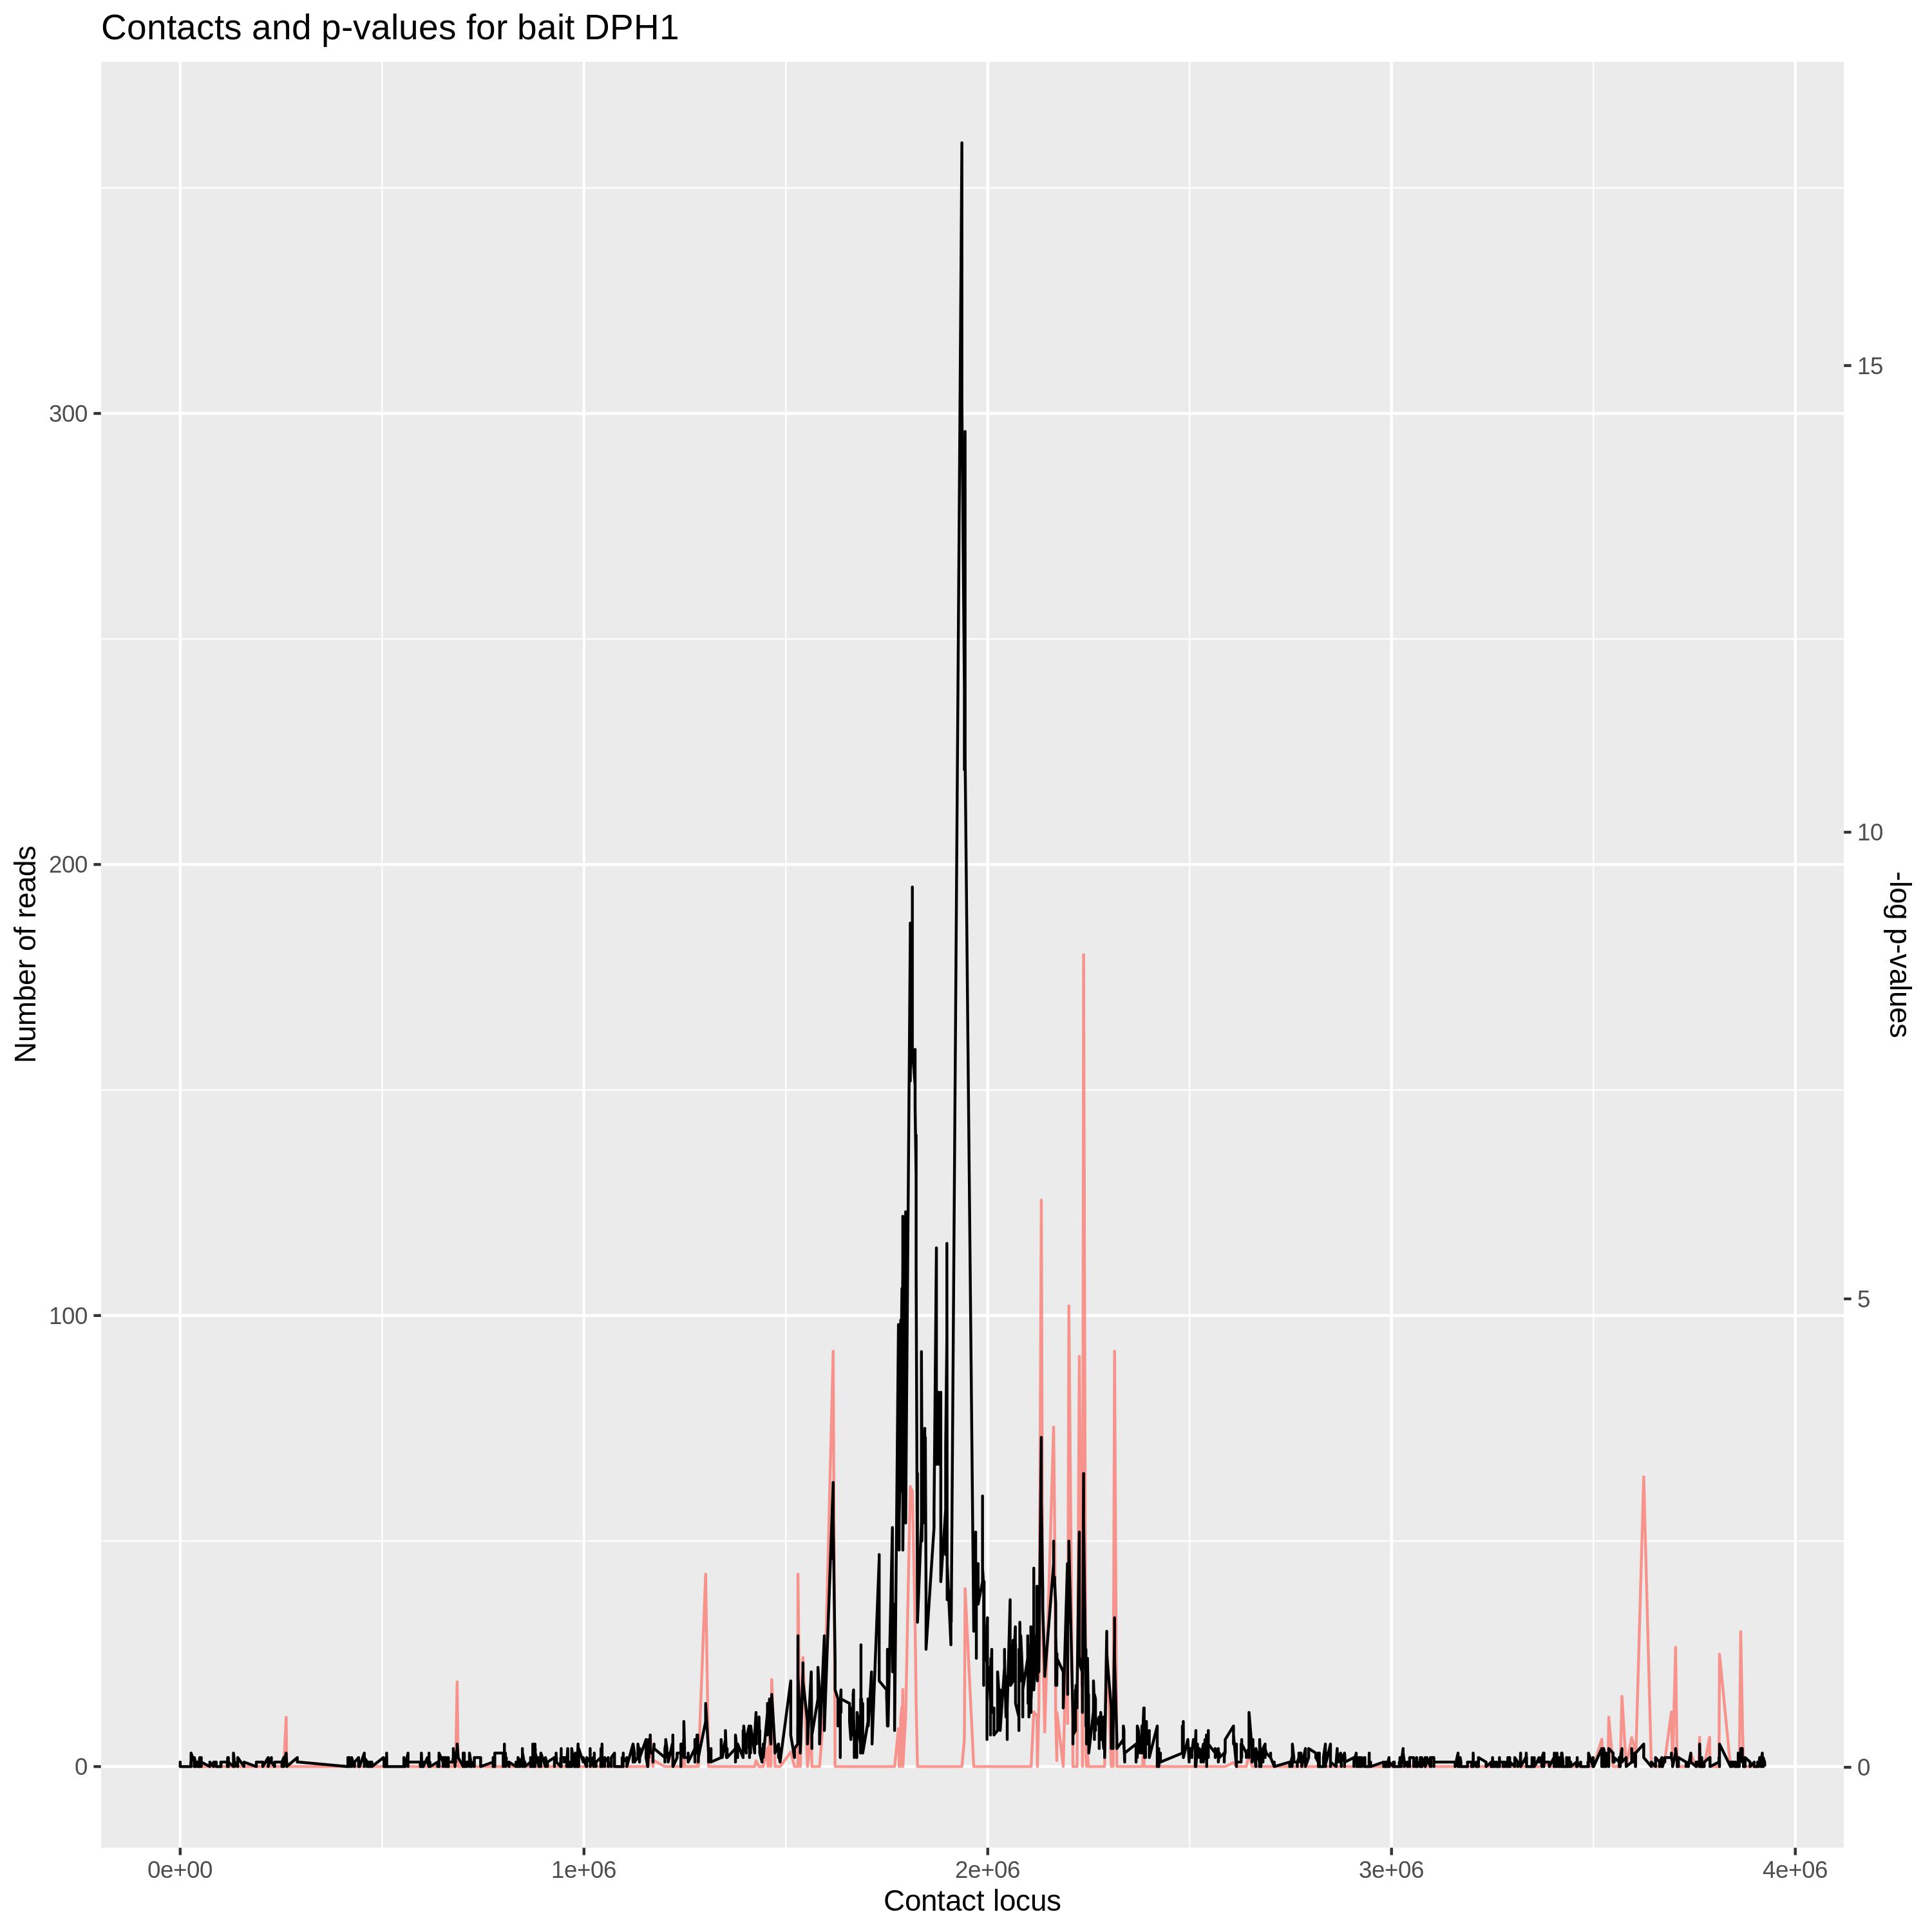 Contacts and p-values for bait DPH1
Number of reads
300
200
100
0
15
10
5
0
-log p-values
0e+00
1e+06
2e+06
3e+06
4e+06
Contact locus